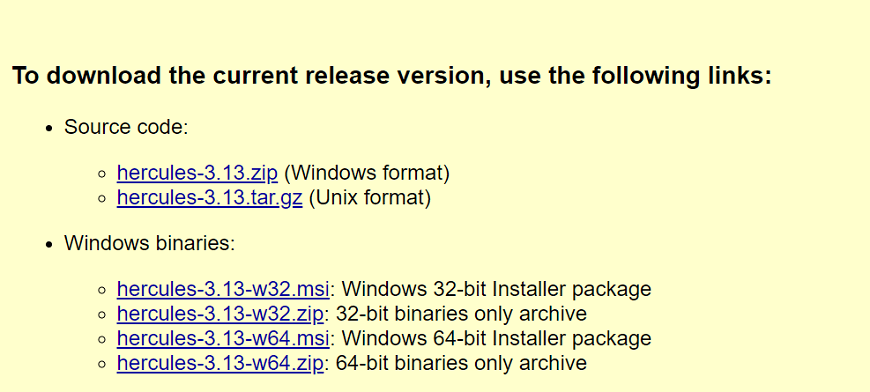 To download the current release version, use the following links:
Source code:
hercules-3.13.zip (Windows format)
hercules-3.13.tar.gz (Unix format)
Windows binaries:
hercules-3.13-w32.msi: Windows 32-bit Installer package
hercules-3.13-w32.zip: 32-bit binaries only archive
hercules-3.13-w64.msi: Windows 64-bit Installer package
hercules-3.13-w64.zip: 64-bit binaries only archive